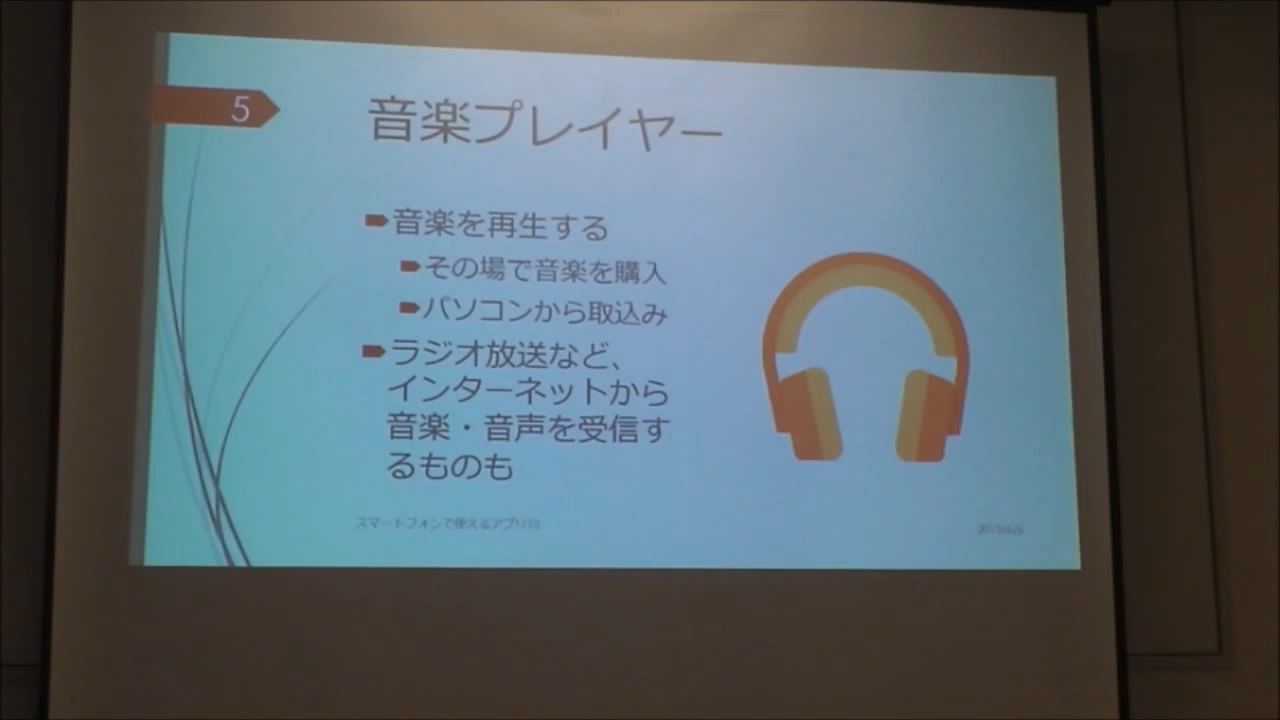 5
音楽プレイヤー
音楽を再生する
その場で音楽を購入
パソコンから取込み
ラジオ放送など、
インターネットから
音楽・音声を受信す
るものも
スマートフォンで使えるアプリ10
2015/6/6